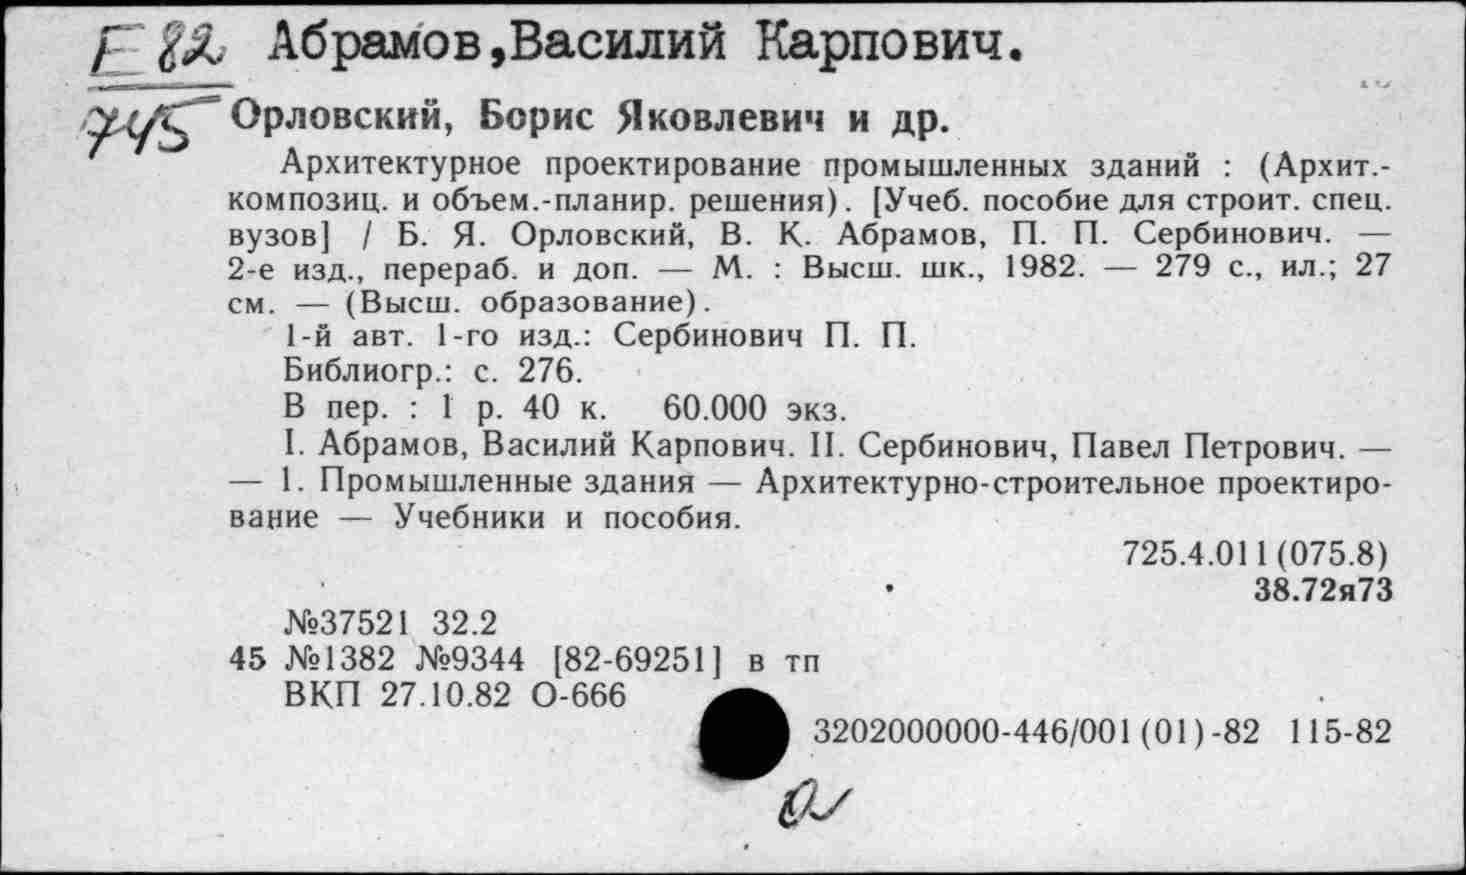 Абрамов,Василий Карпович.
Орловский, Борис Яковлевич и др.
Архитектурное проектирование промышленных зданий : (Архит.-
композиц. и объем.-планир. решения). [Учеб. пособие для строит. спец.
вузов] / Б. Я. Орловский, В. К. Абрамов, П. П. Сербинович. —
2-е изд., перераб. и доп. — М. : Высш. шк., 1982. — 279 с., ил.; 27
см. — (Высш. образование).
1-й авт. 1-го изд.: Сербинович П. П.
Библиогр.: с. 276.
В пер. : 1 р. 40 к. 60.000 экз.
I. Абрамов, Василий Карпович. II. Сербинович, Павел Петрович. —
— 1. Промышленные здания — Архитектурно-строительное проектиро-
вание — Учебники и пособия.
725.4.011(075.8)
38.72я73
№37521 32.2
45 №1382 №9344 [82-69251] в тп
ВКП 27.10.82 О-666
3202000000-446/001(01)-82 115-82